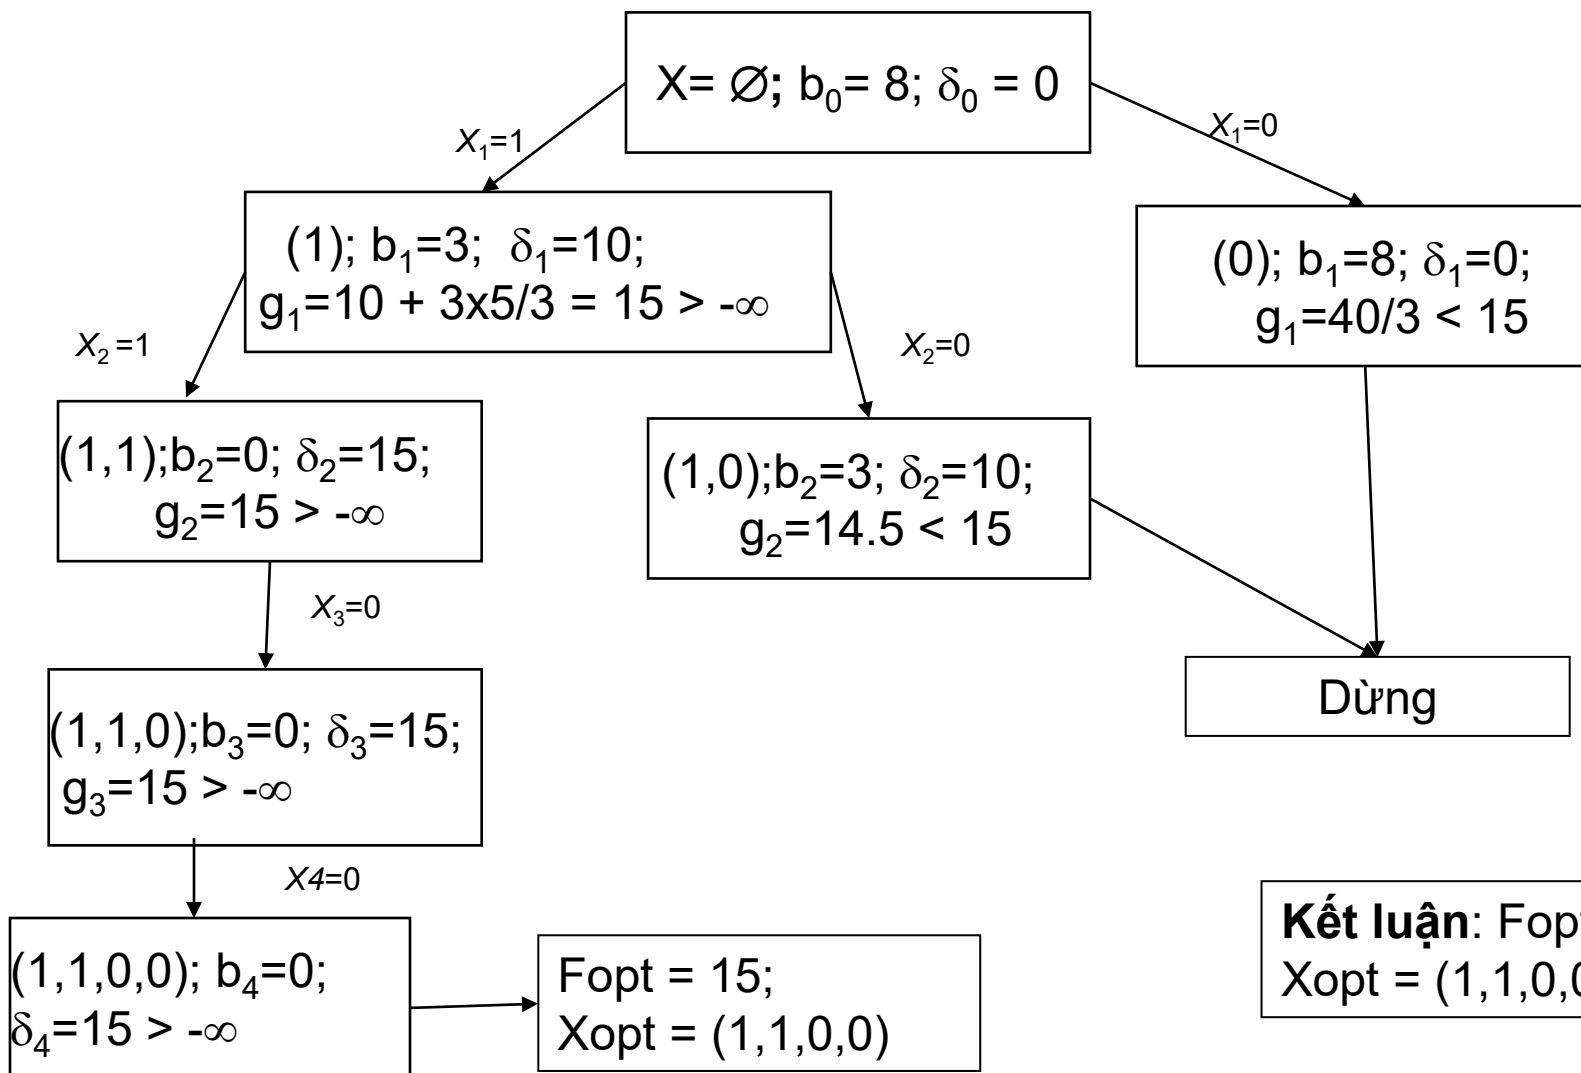 X= ∅; b₀= 8; δ₀ = 0
X₁=1
X₁=0
(1); b₁=3; δ₁=10;
g₁=10 + 3x5/3 = 15 > -∞
(0); b₁=8; δ₁=0;
g₁=40/3 < 15
X₂=1
X₂=0
(1,1);b₂=0; δ₂=15;
g₂=15 > -∞
(1,0);b₂=3; δ₂=10;
g₂=14.5 < 15
X₃=0
(1,1,0);b₃=0; δ₃=15;
g₃=15 > -∞
Dừng
X4=0
(1,1,0,0); b₄=0;
δ₄=15 > -∞
Fopt = 15;
Xopt = (1,1,0,0)
Kết luận: Fop
Xopt = (1,1,0,